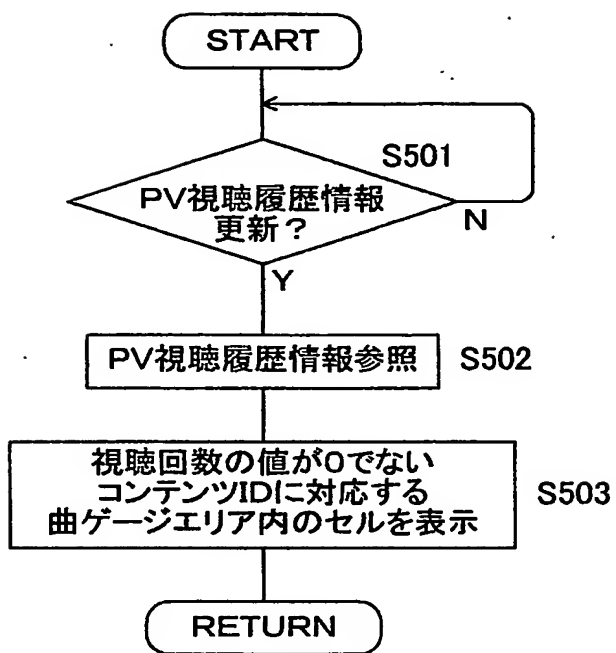 START
S501
PV視聴履歴情報
更新？
N
Y
PV視聴履歴情報参照
S502
視聴回数の値が0でない
コンテンツIDに対応する
曲ゲージエリア内のセルを表示
S503
RETURN